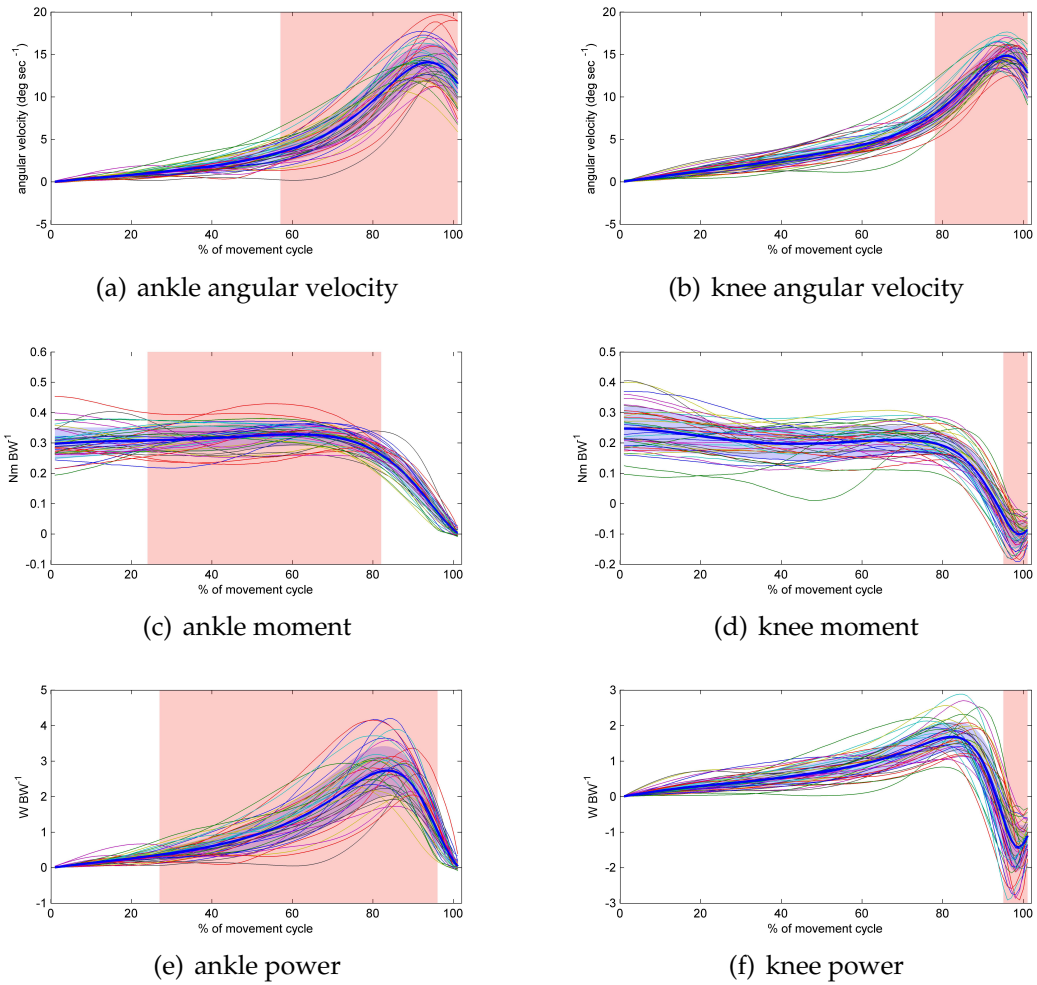 20
15
10
5
0
-5
angular velocity (deg sec -1)
0 20 40 60 80 100
% of movement cycle
(a) ankle angular velocity
20
15
10
5
0
-5
angular velocity (deg sec -1)
0 20 40 60 80 100
% of movement cycle
(b) knee angular velocity
0.6
0.5
0.4
0.3
0.2
0.1
0
-0.1
Nm BW-1
0 20 40 60 80 100
% of movement cycle
(c) ankle moment
0.5
0.4
0.3
0.2
0.1
0
-0.1
-0.2
Nm BW-1
0 20 40 60 80 100
% of movement cycle
(d) knee moment
5
4
3
2
1
0
-1
W BW-1
0 20 40 60 80 100
% of movement cycle
(e) ankle power
3
2
1
0
-1
-2
-3
W BW-1
0 20 40 60 80 100
% of movement cycle
(f) knee power